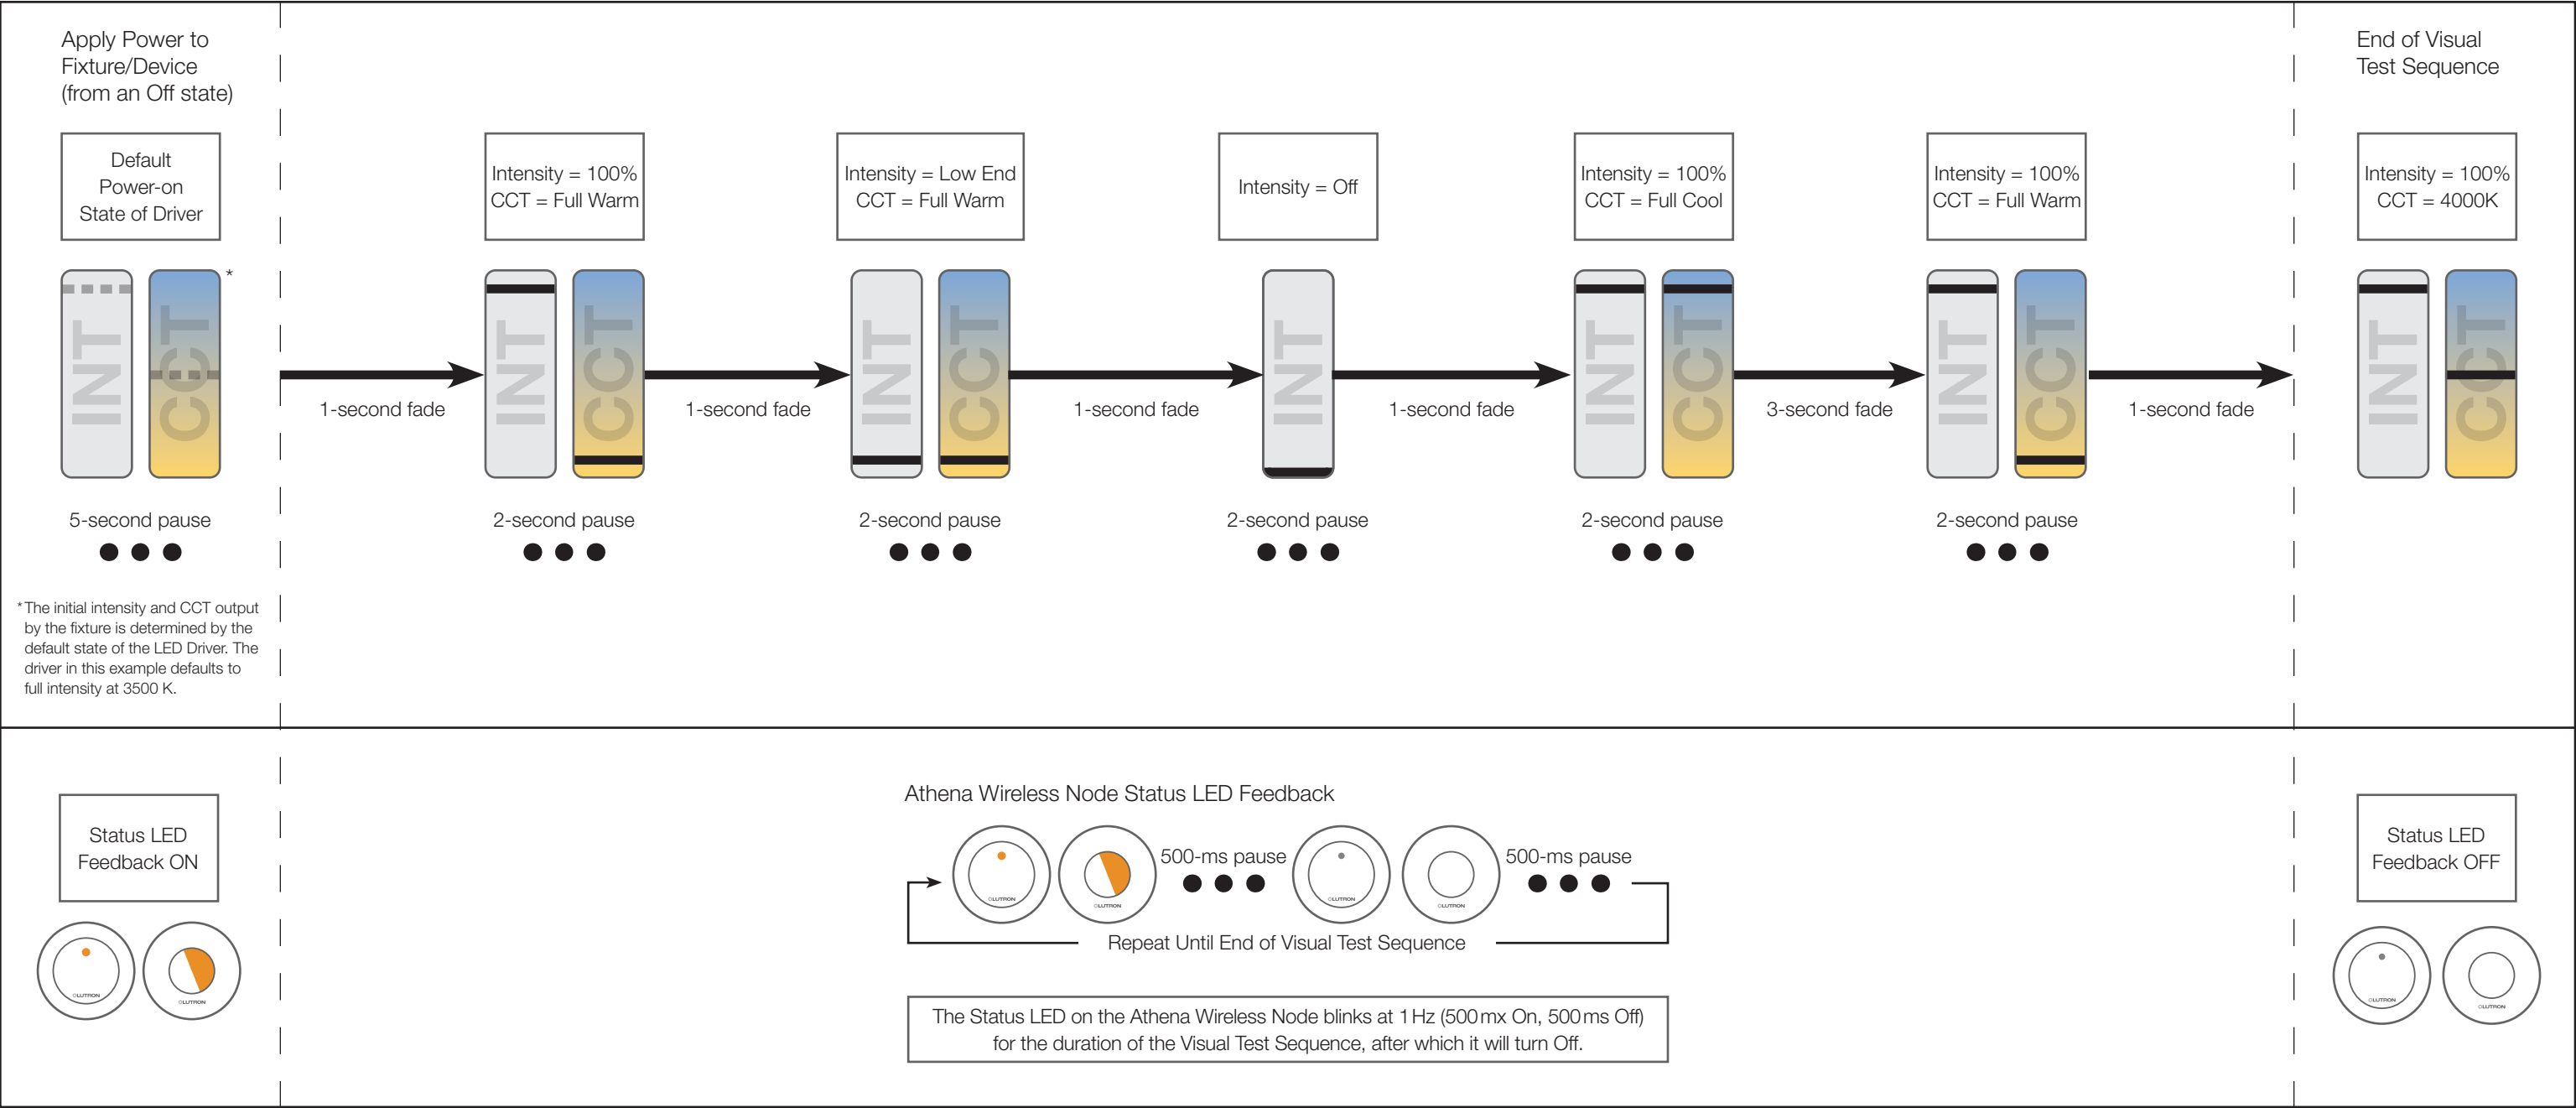 Apply Power to
Fixture/Device
(from an Off state)
End of Visual
Test Sequence
Default
Power-on
State of Driver
Intensity = 100%
CCT = Full Warm
Intensity = Low End
CCT = Full Warm
Intensity = Off
Intensity = 100%
CCT = Full Cool
Intensity = 100%
CCT = Full Warm
Intensity = 100%
CCT = 4000K
INT
CCT
*
INT
CCT
INT
CCT
INT
INT
CCT
INT
CCT
INT
CCT
1-second fade
1-second fade
1-second fade
1-second fade
3-second fade
1-second fade
5-second pause
2-second pause
2-second pause
2-second pause
2-second pause
2-second pause
* The initial intensity and CCT output
by the fixture is determined by the
default state of the LED Driver. The
driver in this example defaults to
full intensity at 3500 K.
Status LED
Feedback ON
LUTRON
LUTRON
Athena Wireless Node Status LED Feedback
LUTRON
LUTRON
500-ms pause
LUTRON
LUTRON
500-ms pause
Repeat Until End of Visual Test Sequence
The Status LED on the Athena Wireless Node blinks at 1 Hz (500 mx On, 500 ms Off)
for the duration of the Visual Test Sequence, after which it will turn Off.
Status LED
Feedback OFF
LUTRON
LUTRON